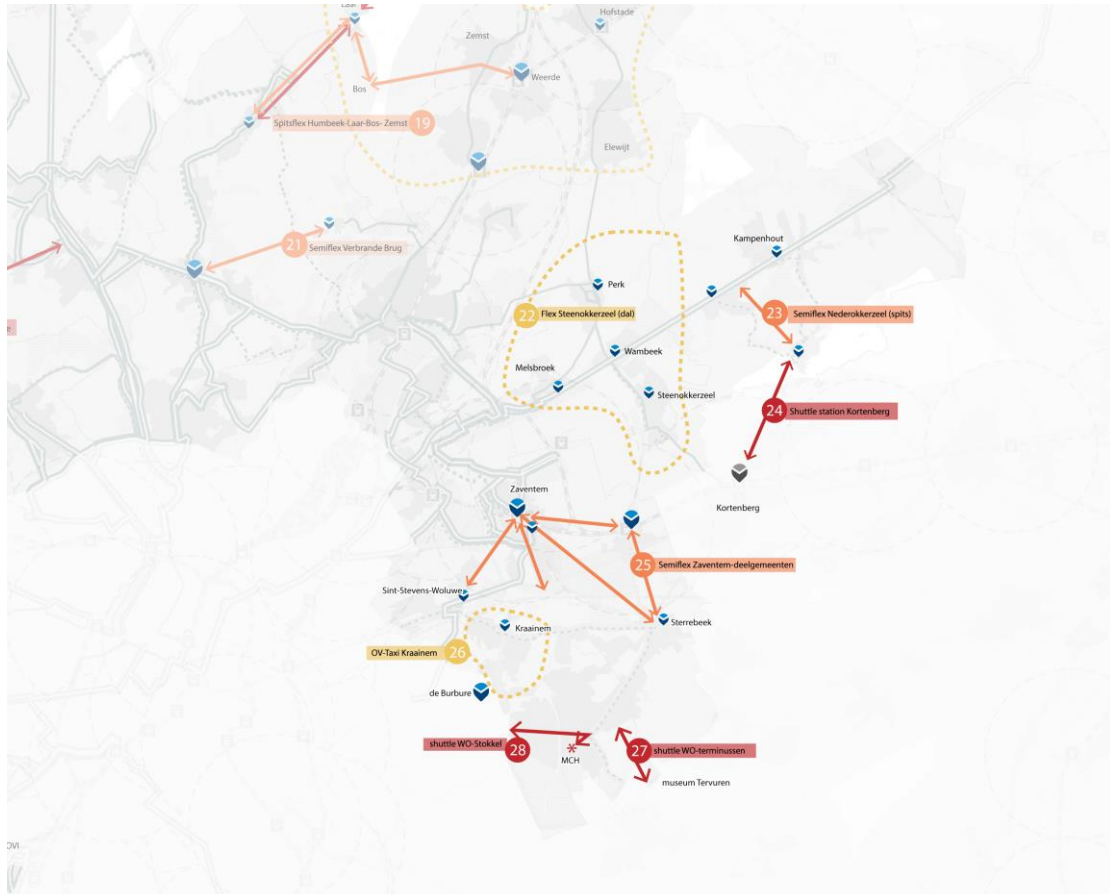 Laar
Hofstade
Zemst
Weerde
Bos
Spitsflex Humbeek-Laar-Bos- Zemst 19
Elewijt
Kampenhout
21 Semiflex Verbrande Brug
Perk
22 Flex Steenokkerzeel (dal)
23 Semiflex Nederokkerzeel (spits)
Wambeek
Melsbroek
Steenokkerzeel
24 Shuttle station Kortenberg
Zaventem
Kortenberg
25 Semiflex Zaventem-deelgemeenten
Sint-Stevens-Woluwe
Sterrebeek
Kraainem
OV-Taxi Kraainem 26
de Burbure
shuttle WO-Stokkel 28
27 shuttle WO-terminussen
MCH
museum Tervuren
OVI